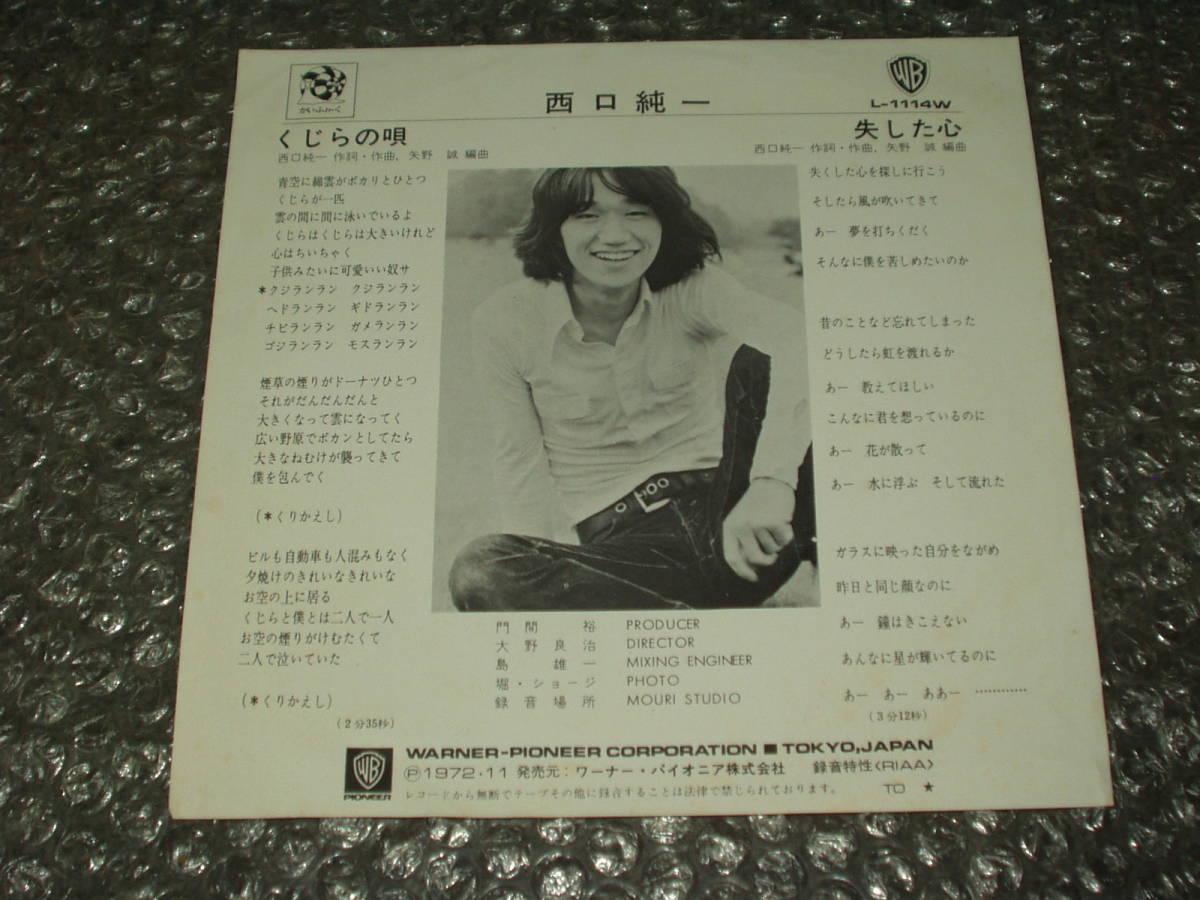 かいふぅーく
西口純一
WB
L-1114W
くじらの唄
西口純一 作詞・作曲, 矢野 誠 編曲
青空に綿雲がポカリとひとつ
くじらが一匹
雲の間に間に泳いでいるよ
くじらはくじらは大きいけれど
心はちいちゃく
子供みたいに可愛いい奴サ
*クジランラン クジランラン
ヘドランラン ギドランラン
チビランラン ガメランラン
ゴジランラン モスランラン
煙草の煙りがドーナツひとつ
それがだんだんだんと
大きくなって雲になってく
広い野原でポカンとしてたら
大きなねむけが襲ってきて
僕を包んでく
(*くりかえし)
ビルも自動車も人混みもなく
夕焼けのきれいなきれいな
お空の上に居る
くじらと僕とは二人で一人
お空の煙りがけむたくて
二人で泣いていた
(*くりかえし)
(2分35秒)
失した心
西口純一 作詞・作曲, 矢野 誠 編曲
失くした心を探しに行こう
そしたら風が吹いてきて
あー 夢を打ちくだく
そんなに僕を苦しめたいのか
昔のことなど忘れてしまった
どうしたら虹を渡れるか
あー 教えてほしい
こんなに君を想っているのに
あー 花が散って
あー 水に浮ぶ そして流れた
ガラスに映った自分をながめ
昨日と同じ顔なのに
あー 鐘はきこえない
あんなに星が輝いてるのに
あー あー ああー …………
(3分12秒)
門間 裕 PRODUCER
大野良治 DIRECTOR
島 雄一 MIXING ENGINEER
堀・ショージ PHOTO
録音場所 MOURI STUDIO
WB
PIONEER
WARNER-PIONEER CORPORATION ■ TOKYO,JAPAN
Ⓟ1972・11 発売元:ワーナー・パイオニア株式会社 録音特性<RIAA>
レコードから無断でテープその他に録音することは法律で禁じられております。 TO ★